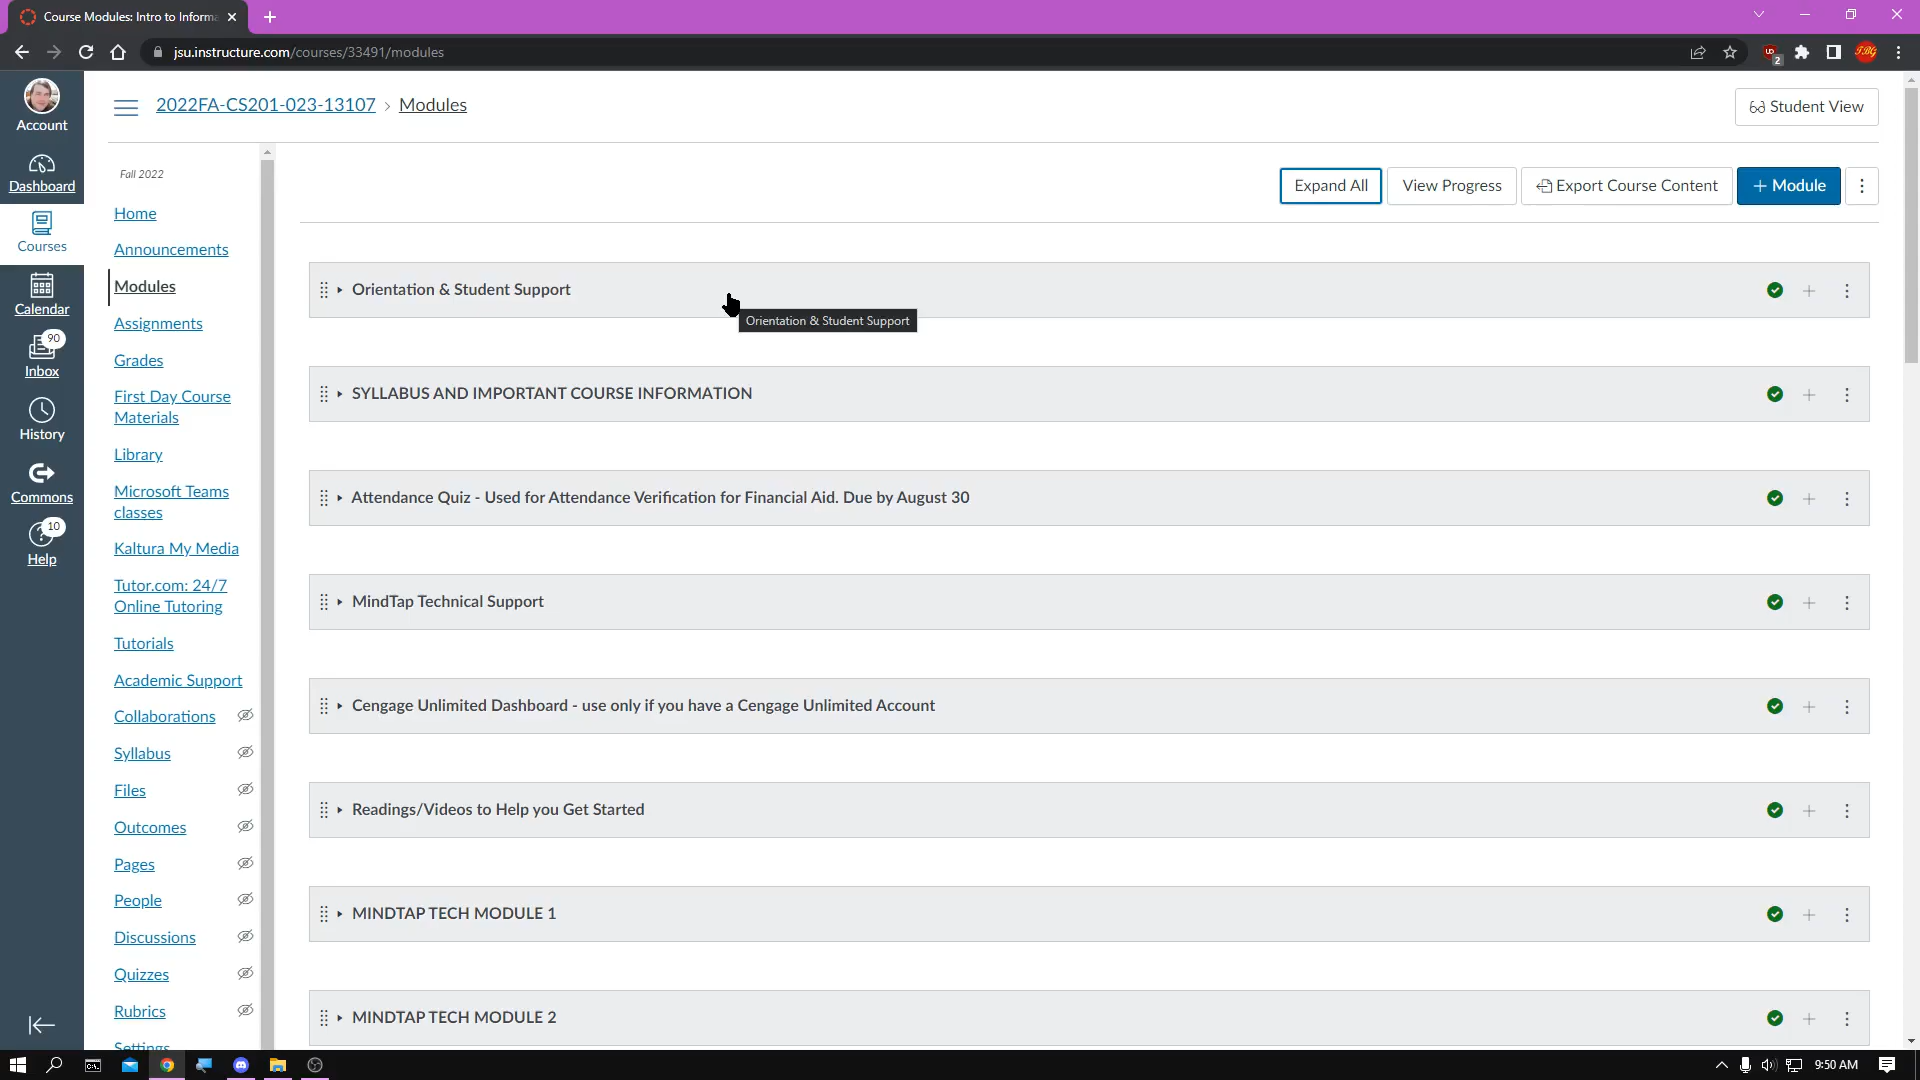 Course Modules: Intro to Informa
jsu.instructure.com/courses/33491/modules
2
Account
Dashboard
Courses
Calendar
90
Inbox
History
Commons
10
Help
2022FA-CS201-023-13107 › Modules
Student View
Fall 2022
Home
Announcements
Modules
Assignments
Grades
First Day Course
Materials
Library
Microsoft Teams
classes
Kaltura My Media
Tutor.com: 24/7
Online Tutoring
Tutorials
Academic Support
Collaborations
Syllabus
Files
Outcomes
Pages
People
Discussions
Quizzes
Rubrics
Settings
Expand All
View Progress
Export Course Content
+ Module
Orientation & Student Support
Orientation & Student Support
SYLLABUS AND IMPORTANT COURSE INFORMATION
Attendance Quiz - Used for Attendance Verification for Financial Aid. Due by August 30
MindTap Technical Support
Cengage Unlimited Dashboard - use only if you have a Cengage Unlimited Account
Readings/Videos to Help you Get Started
MINDTAP TECH MODULE 1
MINDTAP TECH MODULE 2
9:50 AM